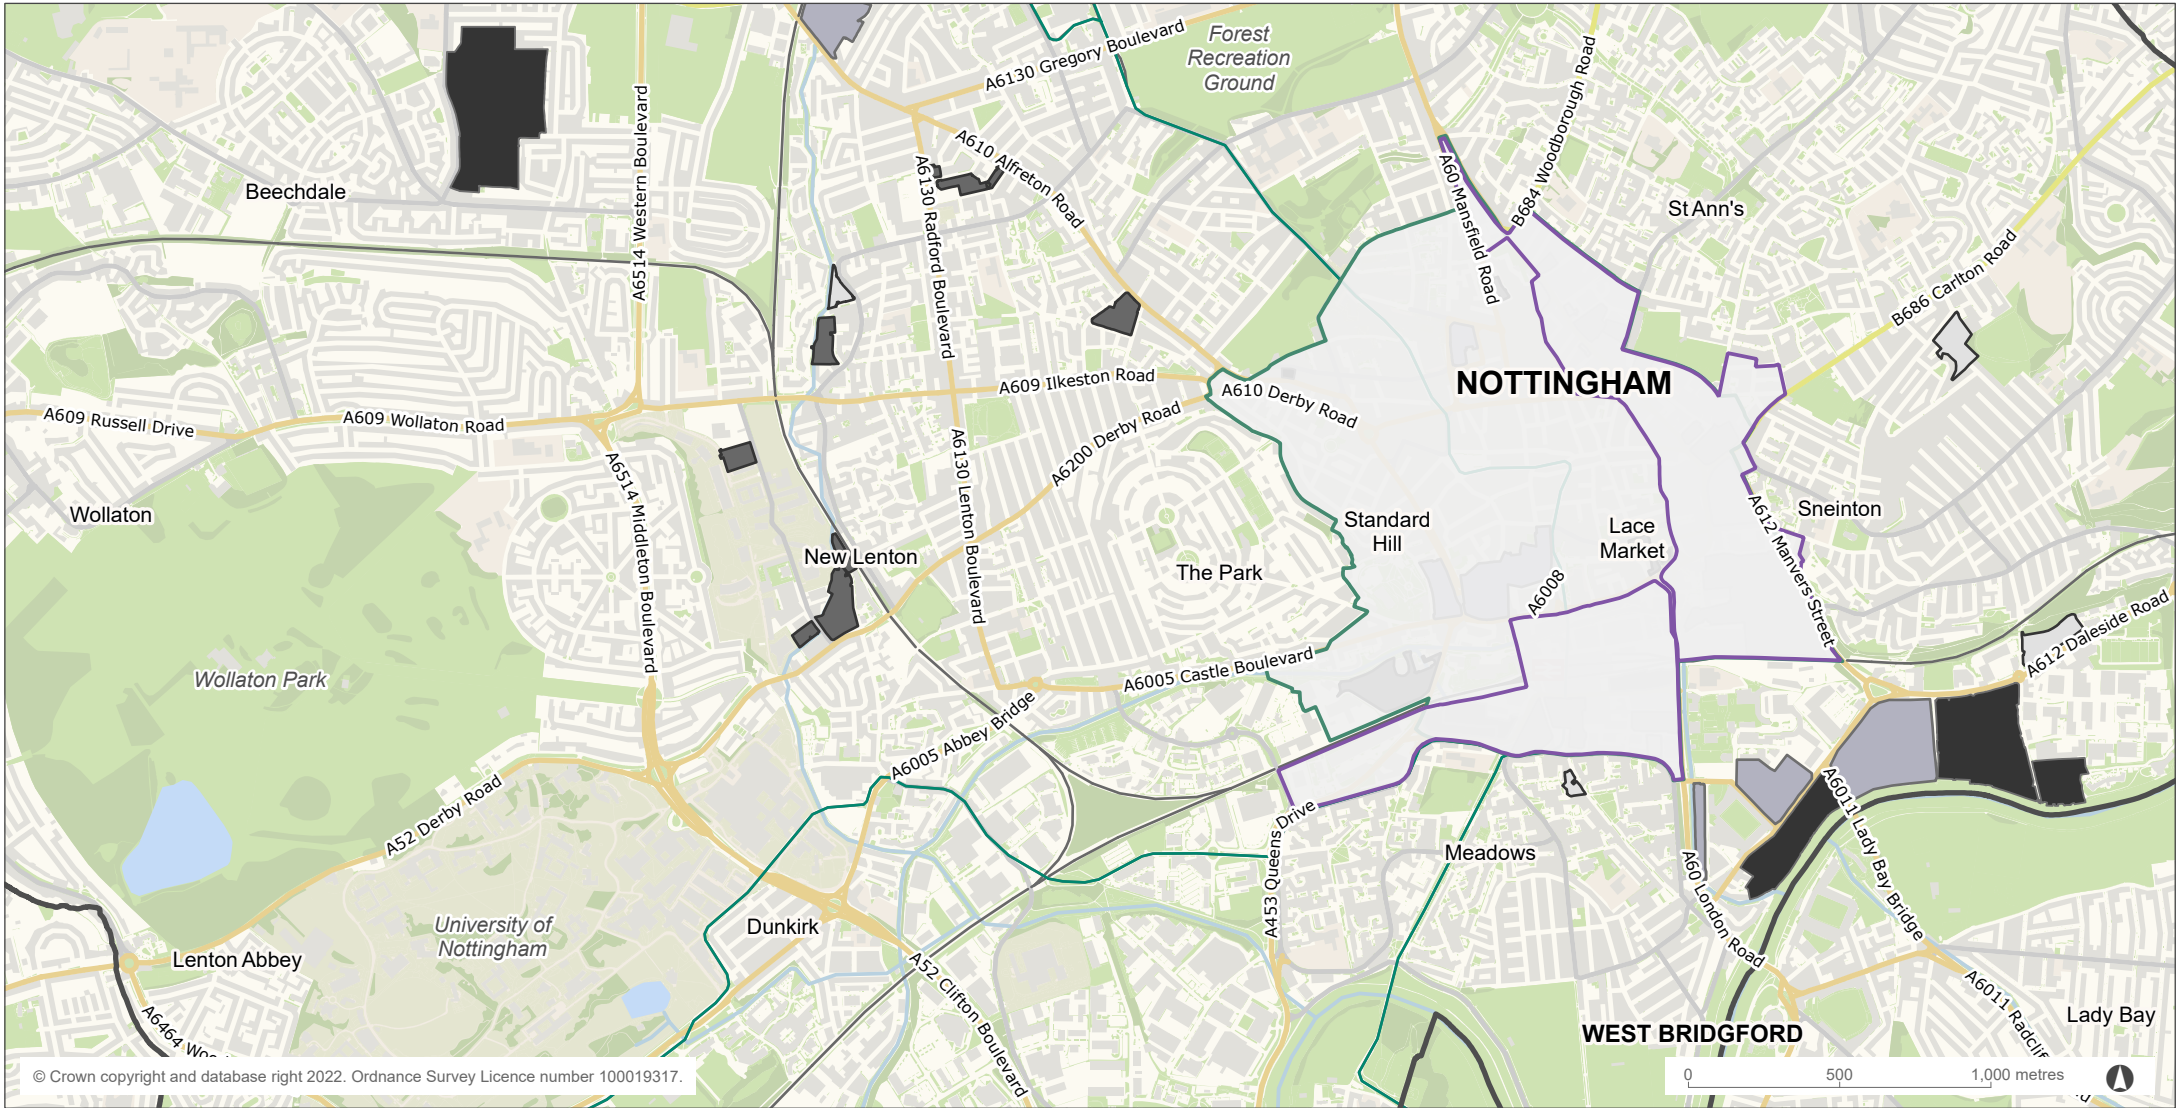 Forest
Recreation
Ground
A6130 Gregory Boulevard
B684 Woodborough Road
A6514 Western Boulevard
A610 Alfreton Road
A6130 Radford Boulevard
A60 Mansfield Road
Beechdale
St Ann's
B686 Carlton Road
NOTTINGHAM
A609 Ilkeston Road
A610 Derby Road
A609 Russell Drive
A609 Wollaton Road
A6200 Derby Road
A6130 Lenton Boulevard
A6514 Middleton Boulevard
Wollaton
Standard
Hill
Lace
Market
A612 Manvers Street
Sneinton
New Lenton
The Park
A6008
Wollaton Park
A6005 Castle Boulevard
A612 Daleside Road
A6005 Abbey Bridge
A52 Derby Road
A453 Queens Drive
Meadows
A6011 Lady Bay Bridge
A60 London Road
University of
Nottingham
Dunkirk
Lenton Abbey
A52 Clifton Boulevard
A6011
Lady Bay
A6464
WEST BRIDGFORD
© Crown copyright and database right 2022. Ordnance Survey Licence number 100019317.
0 500 1,000 metres